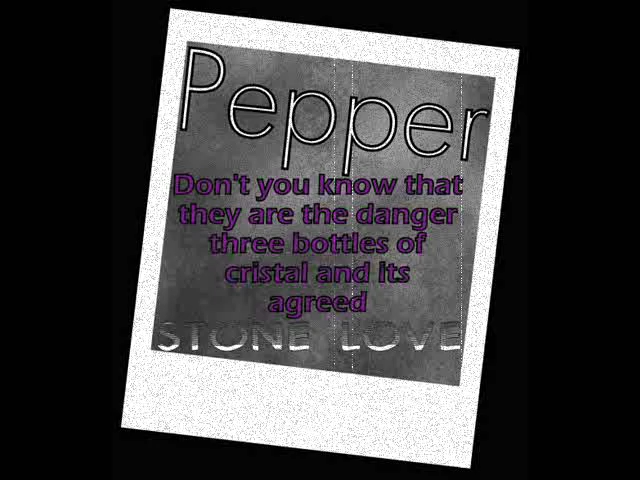 Pepper
Don't you know that
they are the danger
three bottles of
cristal and its
agreed
STONE LOVE